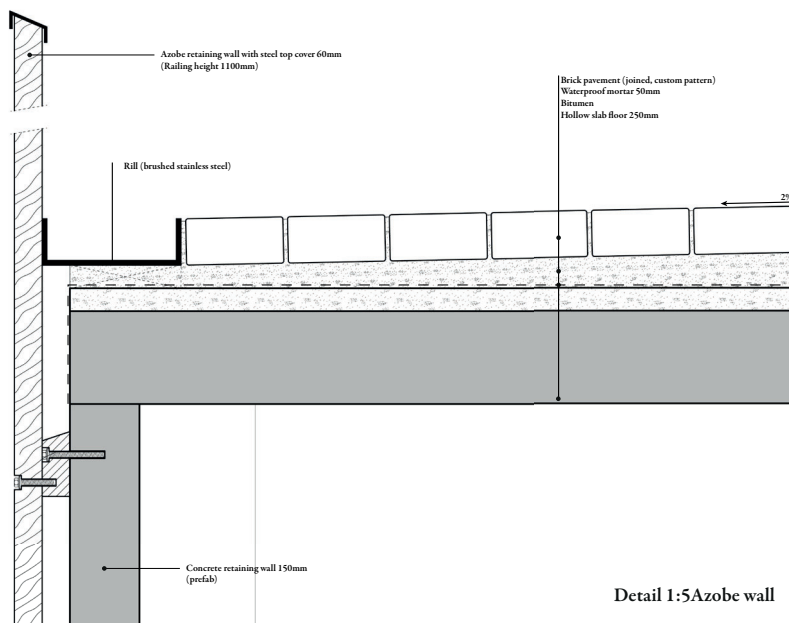 Azobe retaining wall with steel top cover 60mm
(Railing height 1100mm)
Brick pavement (joined, custom pattern)
Waterproof mortar 50mm
Bitumen
Hollow slab floor 250mm
Rill (brushed stainless steel)
Concrete retaining wall 150mm
(prefab)
Detail 1:5Azobe wall